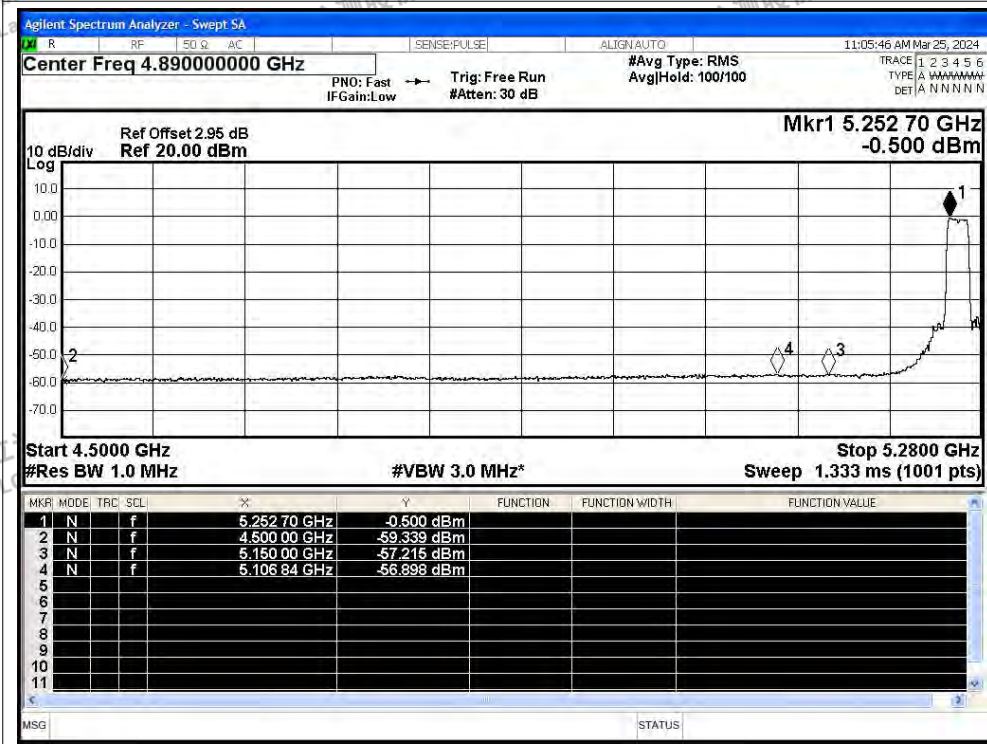 Agilent Spectrum Analyzer - Swept SA
LXI R RF 50 Ω AC SENSE:PULSE ALIGNAUTO 11:05:46 AM Mar 25, 2024
Center Freq 4.890000000 GHz #Avg Type: RMS TRACE 1 2 3 4 5 6
PNO: Fast Trig: Free Run Avg|Hold: 100/100 TYPE A WWWWW
IFGain:Low #Atten: 30 dB DET A N N N N N
Mkr1 5.252 70 GHz
Ref Offset 2.95 dB
10 dB/div Ref 20.00 dBm -0.500 dBm
Log
10.0
0.00
-10.0
-20.0
-30.0
-40.0
-50.0
-60.0
-70.0
1
2
4
3
Start 4.5000 GHz Stop 5.2800 GHz
#Res BW 1.0 MHz #VBW 3.0 MHz* Sweep 1.333 ms (1001 pts)
MKR MODE TRC SCL X Y FUNCTION FUNCTION WIDTH FUNCTION VALUE
1 N f 5.252 70 GHz -0.500 dBm
2 N f 4.500 00 GHz -59.339 dBm
3 N f 5.150 00 GHz -57.215 dBm
4 N f 5.106 84 GHz -56.898 dBm
5
6
7
8
9
10
11
MSG STATUS